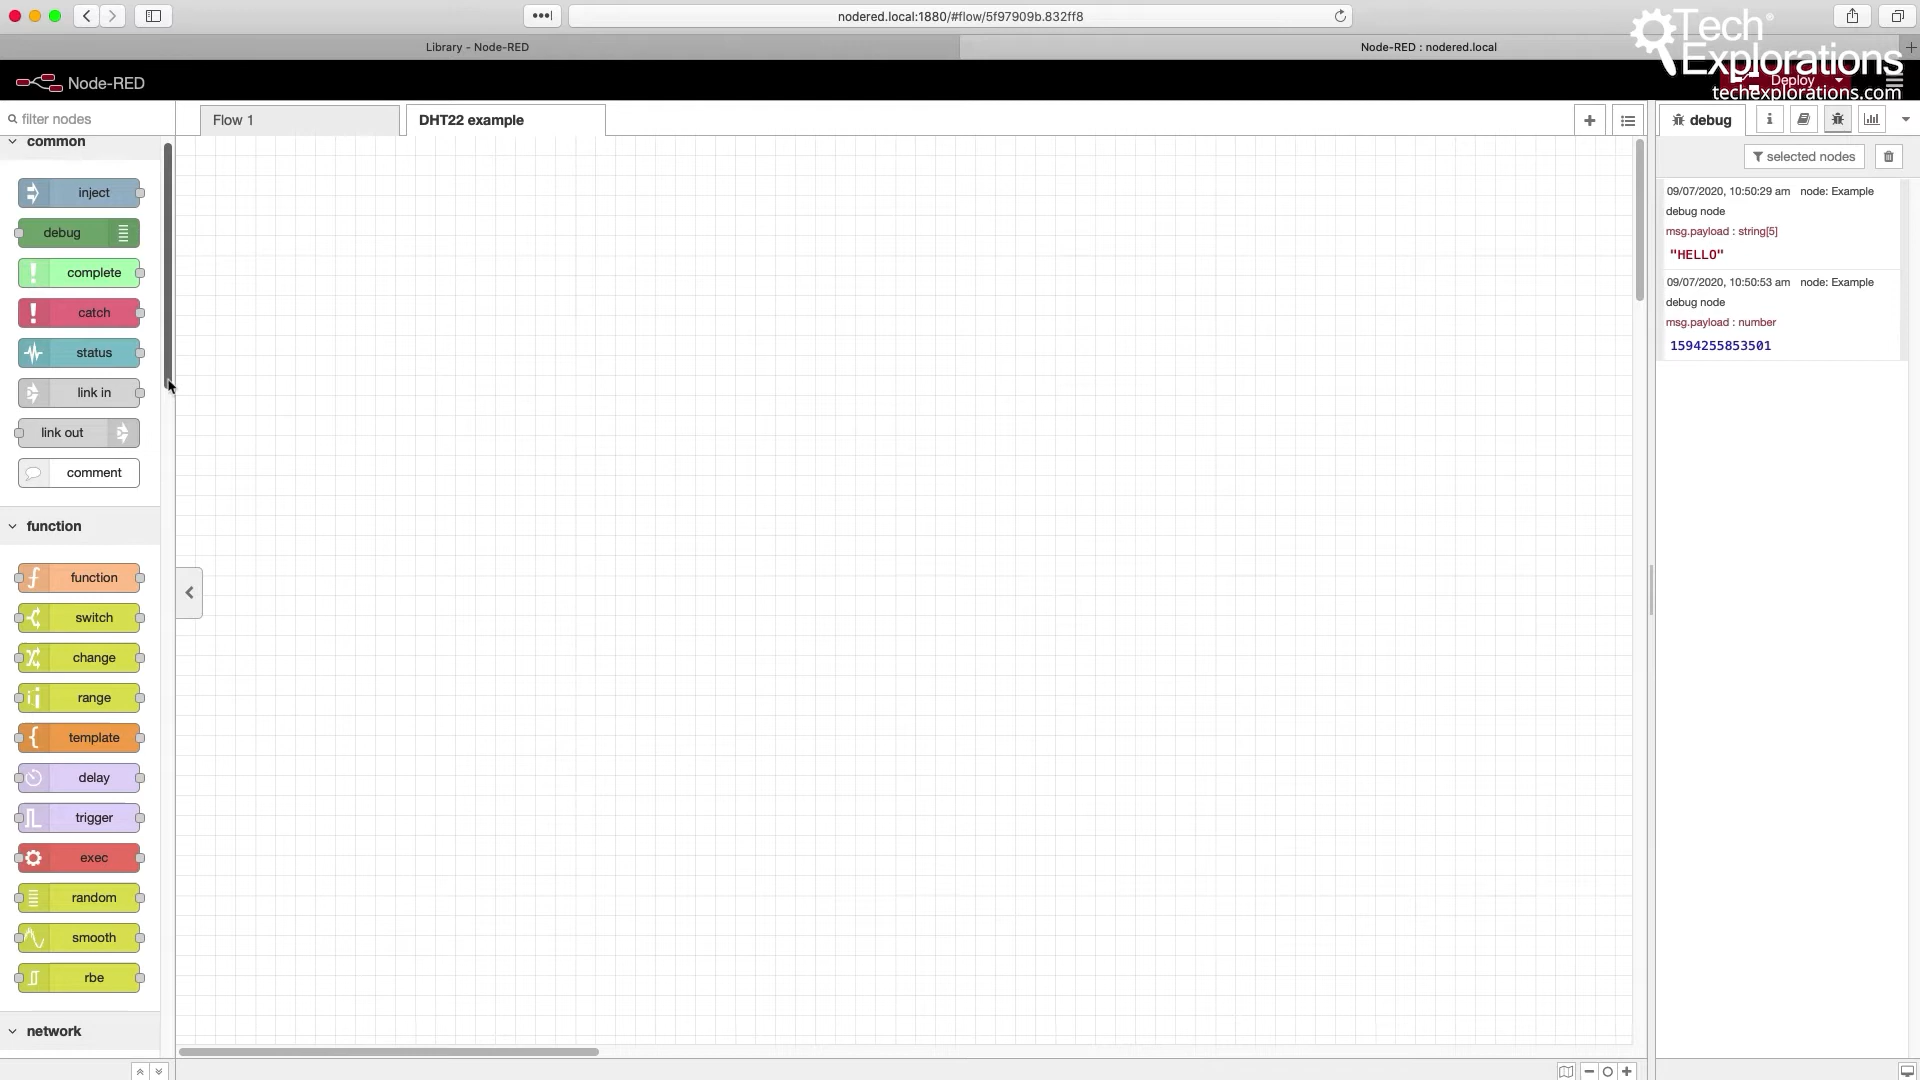 nodered.local:1880/#flow/5f97909b.832ff8
Library – Node-RED
Node-RED : nodered.local
Tech
Explorations
techexplorations.com
Node-RED
Deploy
filter nodes
Flow 1
DHT22 example
debug
i
common
selected nodes
inject
debug
complete
catch
status
link in
link out
comment
function
function
switch
change
range
template
delay
trigger
exec
random
smooth
rbe
network
09/07/2020, 10:50:29 am node: Example
debug node
msg.payload : string[5]
"HELLO"
09/07/2020, 10:50:53 am node: Example
debug node
msg.payload : number
1594255853501